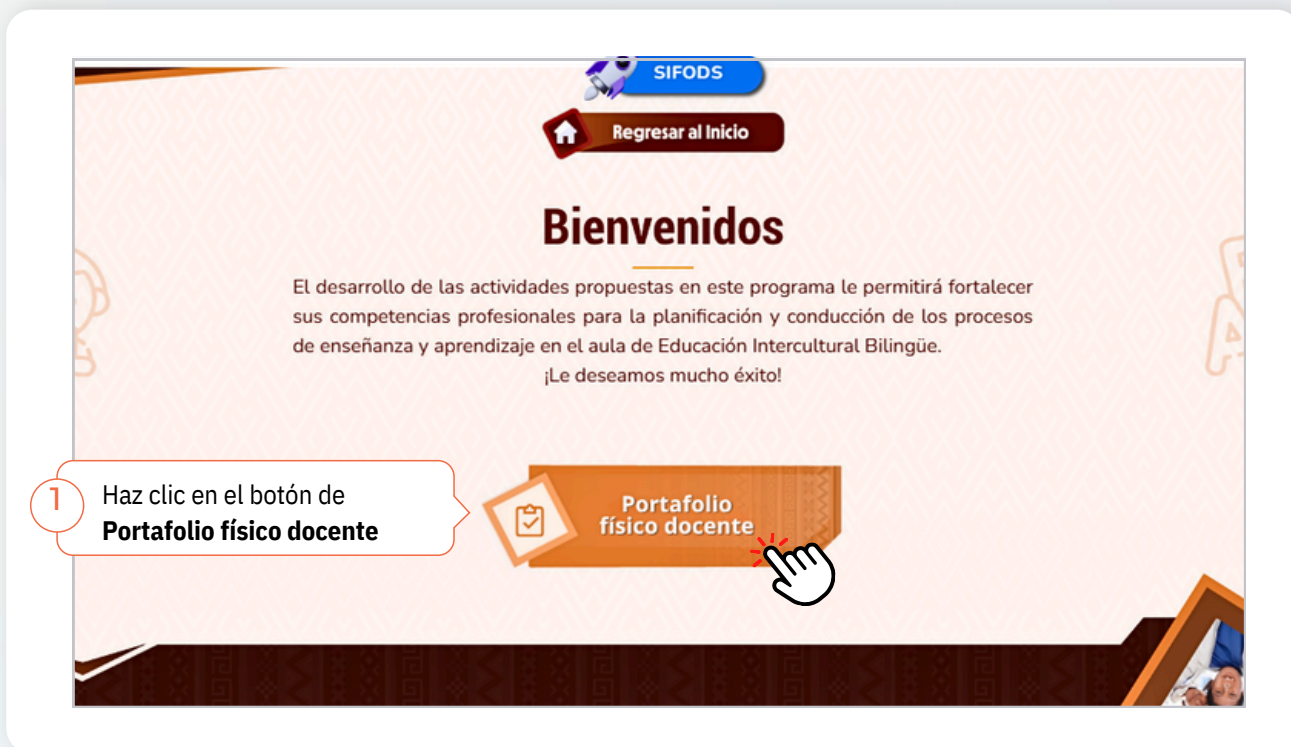 SIFODS
Regresar al Inicio
Bienvenidos
El desarrollo de las actividades propuestas en este programa le permitirá fortalecer
sus competencias profesionales para la planificación y conducción de los procesos
de enseñanza y aprendizaje en el aula de Educación Intercultural Bilingüe.
¡Le deseamos mucho éxito!
1
Haz clic en el botón de
Portafolio físico docente
Portafolio
físico docente